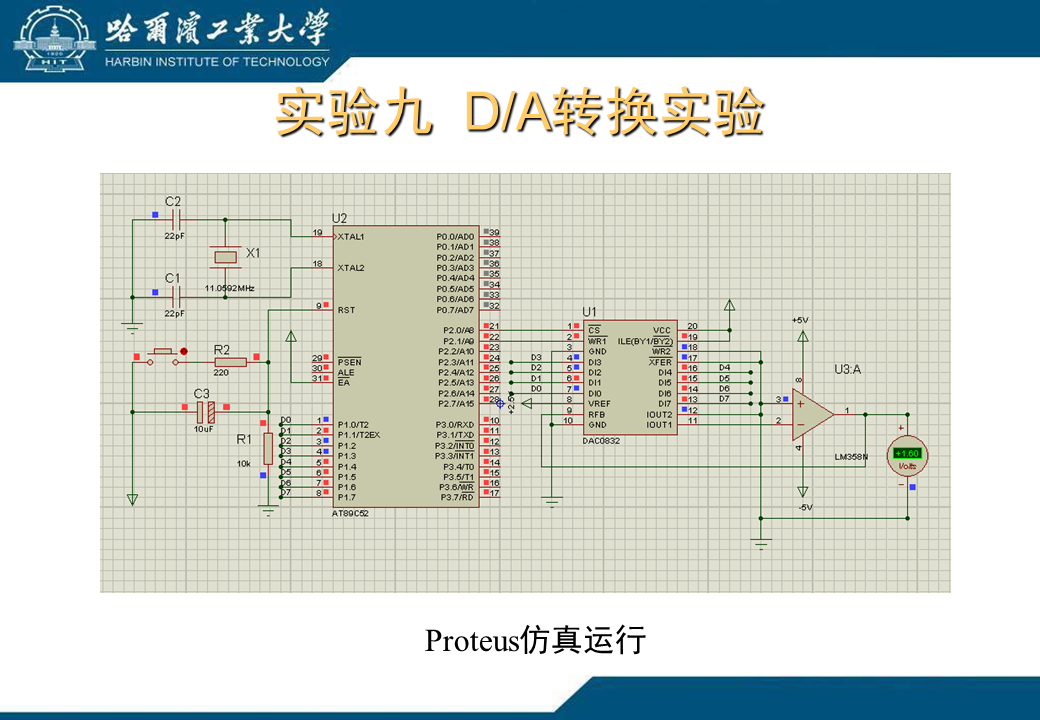 哈爾濱工業大學
HARBIN INSTITUTE OF TECHNOLOGY
1920
HIT
实验九 D/A转换实验
C2
22pF
X1
11.0592MHz
C1
22pF
R2
220
C3
10uF
R1
10k
U2
19 XTAL1
18 XTAL2
9 RST
29 PSEN
30 ALE
31 EA
D0 1 P1.0/T2
D1 2 P1.1/T2EX
D2 3 P1.2
D3 4 P1.3
D4 5 P1.4
D5 6 P1.5
D6 7 P1.6
D7 8 P1.7
P0.0/AD0 39
P0.1/AD1 38
P0.2/AD2 37
P0.3/AD3 36
P0.4/AD4 35
P0.5/AD5 34
P0.6/AD6 33
P0.7/AD7 32
P2.0/A8 21
P2.1/A9 22
P2.2/A10 23
P2.3/A11 24
P2.4/A12 25
P2.5/A13 26
P2.6/A14 27
P2.7/A15 28
P3.0/RXD 10
P3.1/TXD 11
P3.2/INT0 12
P3.3/INT1 13
P3.4/T0 14
P3.5/T1 15
P3.6/WR 16
P3.7/RD 17
AT89C52
+2.5V
U1
1 CS
2 WR1
3 GND
D3 4 DI3
D2 5 DI2
D1 6 DI1
D0 7 DI0
8 VREF
9 RFB
10 GND
VCC 20
ILE(BY1/BY2) 19
WR2 18
XFER 17
DI4 16 D4
DI5 15 D5
DI6 14 D6
DI7 13 D7
IOUT2 12
IOUT1 11
DAC0832
+5V
U3:A
8
3 +
2 −
1
4
LM358N
-5V
+
+1.60
Volts
−
Proteus仿真运行